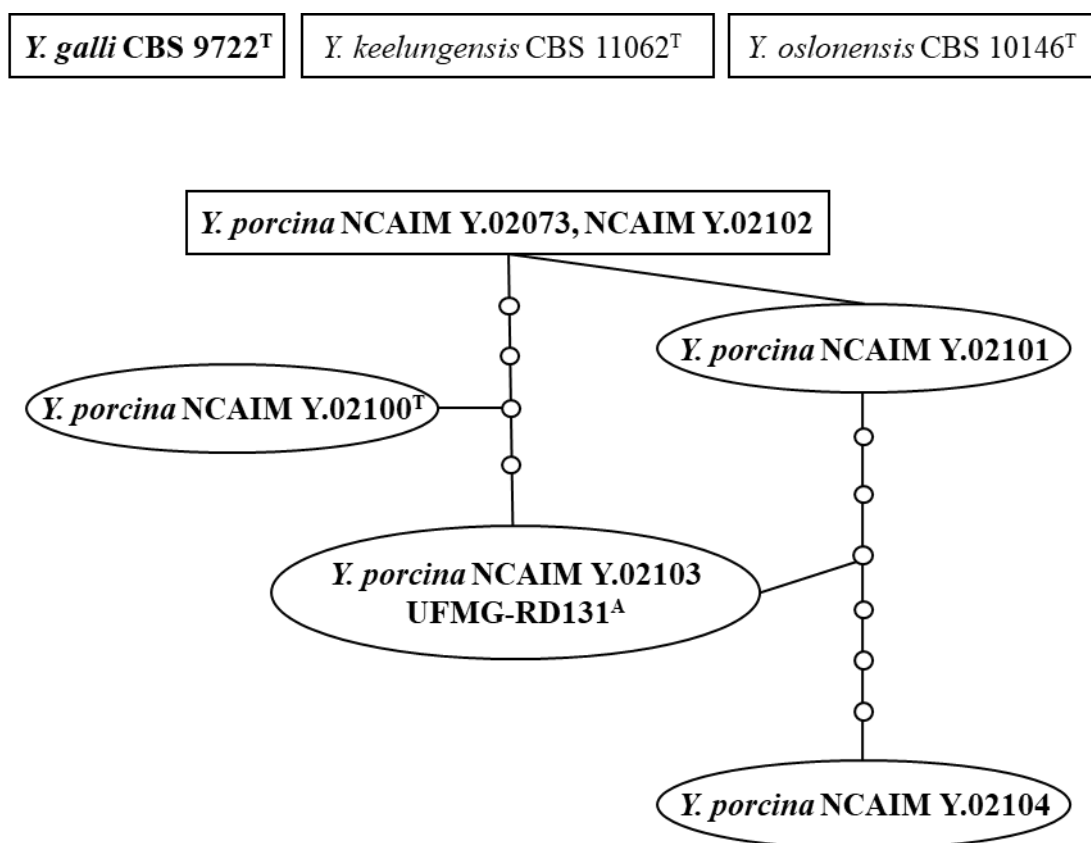 Y. galli CBS 9722ᵀ
Y. keelungensis CBS 11062ᵀ
Y. oslonensis CBS 10146ᵀ
Y. porcina NCAIM Y.02073, NCAIM Y.02102
Y. porcina NCAIM Y.02101
Y. porcina NCAIM Y.02100ᵀ
Y. porcina NCAIM Y.02103
UFMG-RD131ᴬ
Y. porcina NCAIM Y.02104